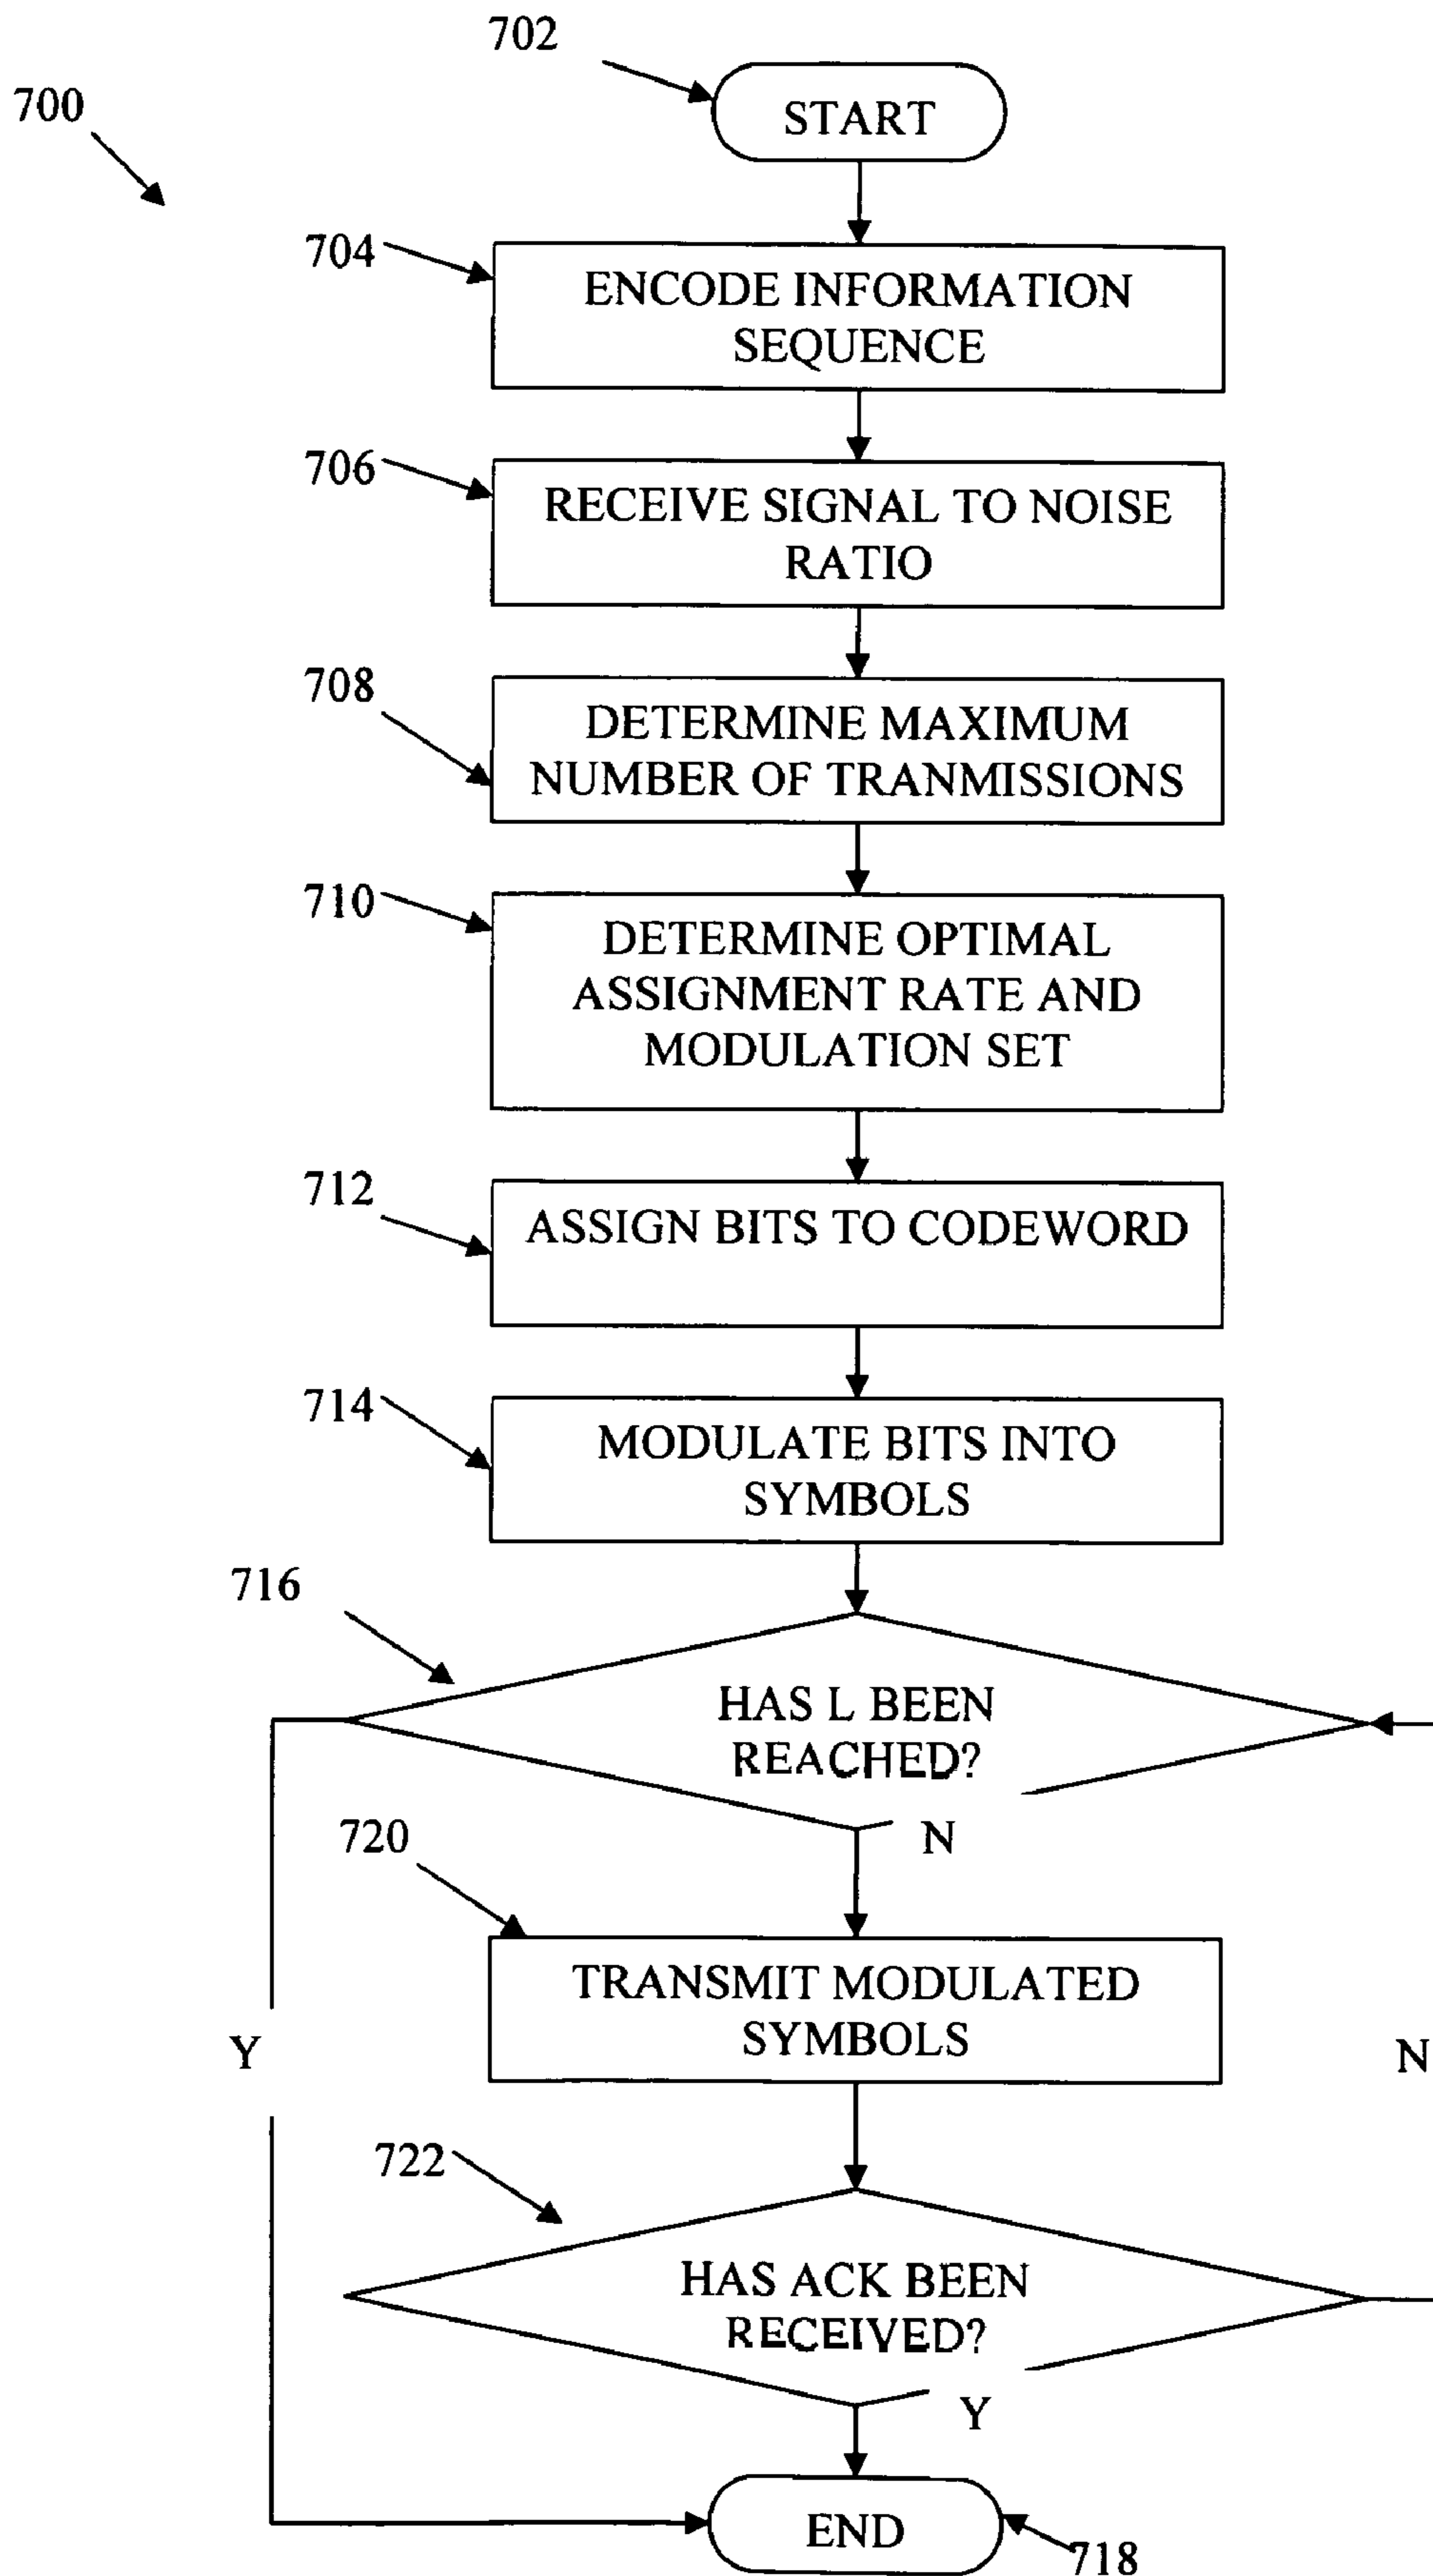 702
START
700
704
ENCODE INFORMATION
SEQUENCE
706
RECEIVE SIGNAL TO NOISE
RATIO
708
DETERMINE MAXIMUM
NUMBER OF TRANMISSIONS
710
DETERMINE OPTIMAL
ASSIGNMENT RATE AND
MODULATION SET
712
ASSIGN BITS TO CODEWORD
714
MODULATE BITS INTO
SYMBOLS
716
HAS L BEEN
REACHED?
N
720
TRANSMIT MODULATED
SYMBOLS
Y
N
722
HAS ACK BEEN
RECEIVED?
Y
END
718